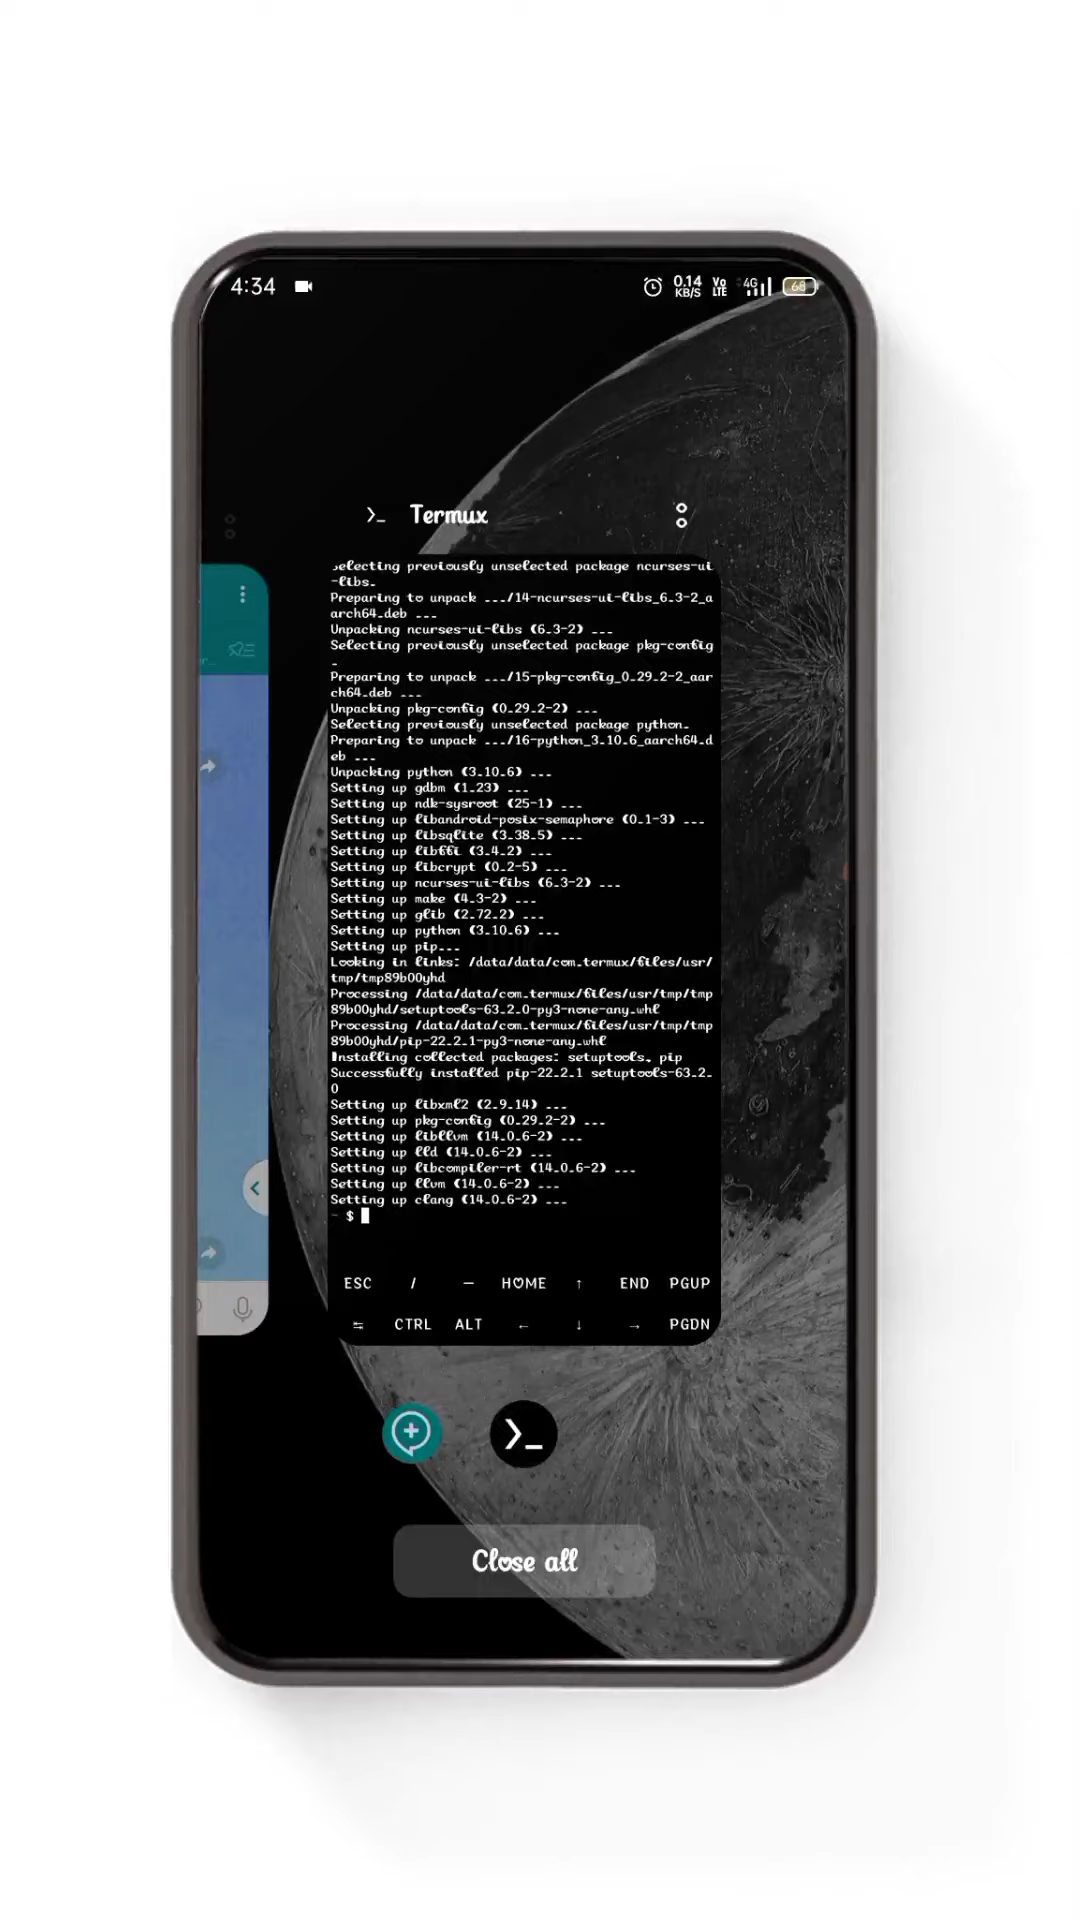 4:34
0.14
KB/S
Vo
LTE
4G
68
Termux
Selecting previously unselected package ncurses-ui
-libs.
Preparing to unpack .../14-ncurses-ui-libs_6.3-2_a
arch64.deb ...
Unpacking ncurses-ui-libs (6.3-2) ...
Selecting previously unselected package pkg-config
.
Preparing to unpack .../15-pkg-config_0.29.2-2_aar
ch64.deb ...
Unpacking pkg-config (0.29.2-2) ...
Selecting previously unselected package python.
Preparing to unpack .../16-python_3.10.6_aarch64.d
eb ...
Unpacking python (3.10.6) ...
Setting up gdbm (1.23) ...
Setting up ndk-sysroot (25-1) ...
Setting up libandroid-posix-semaphore (0.1-3) ...
Setting up libsqlite (3.38.5) ...
Setting up libffi (3.4.2) ...
Setting up libcrypt (0.2-5) ...
Setting up ncurses-ui-libs (6.3-2) ...
Setting up make (4.3-2) ...
Setting up glib (2.72.2) ...
Setting up python (3.10.6) ...
Setting up pip...
Looking in links: /data/data/com.termux/files/usr/
tmp/tmp89b00yhd
Processing /data/data/com.termux/files/usr/tmp/tmp
89b00yhd/setuptools-63.2.0-py3-none-any.whl
Processing /data/data/com.termux/files/usr/tmp/tmp
89b00yhd/pip-22.2.1-py3-none-any.whl
Installing collected packages: setuptools, pip
Successfully installed pip-22.2.1 setuptools-63.2.
0
Setting up libxml2 (2.9.14) ...
Setting up pkg-config (0.29.2-2) ...
Setting up libllvm (14.0.6-2) ...
Setting up lld (14.0.6-2) ...
Setting up libcompiler-rt (14.0.6-2) ...
Setting up llvm (14.0.6-2) ...
Setting up clang (14.0.6-2) ...
~ $
ESC / — HOME ↑ END PGUP
⇆ CTRL ALT ← ↓ → PGDN
Close all